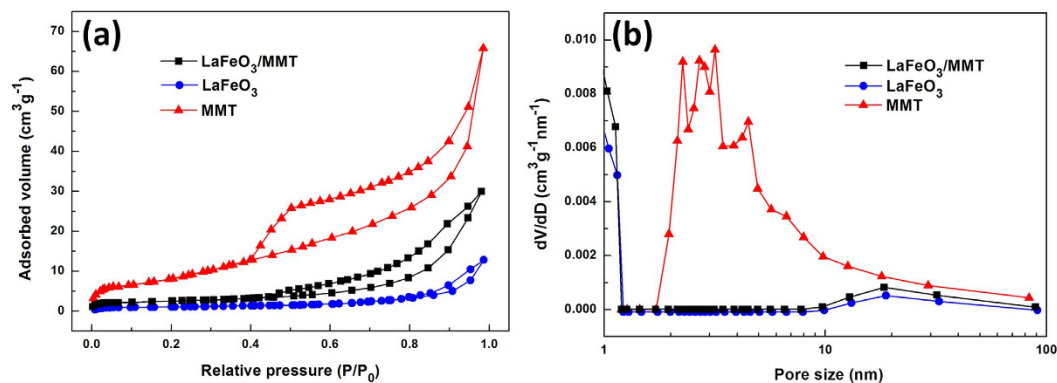 (a)
LaFeO₃/MMT
LaFeO₃
MMT
Adsorbed volume (cm³g⁻¹)
70
60
50
40
30
20
10
0
0.0 0.2 0.4 0.6 0.8 1.0
Relative pressure (P/P₀)
(b)
LaFeO₃/MMT
LaFeO₃
MMT
dV/dD (cm³g⁻¹nm⁻¹)
0.010
0.008
0.006
0.004
0.002
0.000
1 10 100
Pore size (nm)